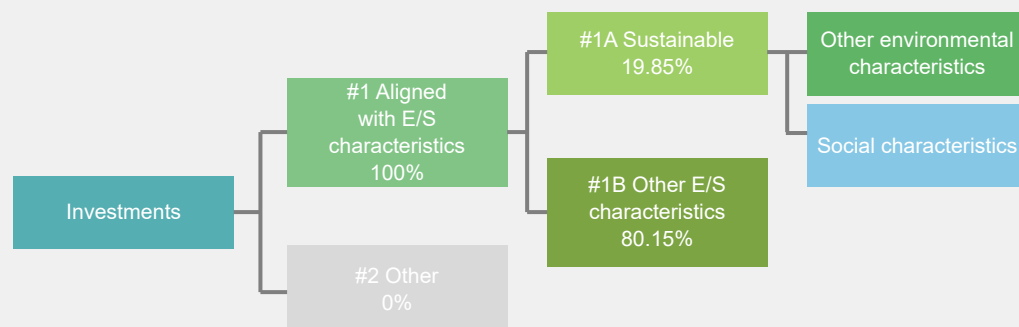 #1A Sustainable
19.85%
Other environmental
characteristics
#1 Aligned
with E/S
characteristics
100%
Social characteristics
#1B Other E/S
characteristics
80.15%
Investments
#2 Other
0%